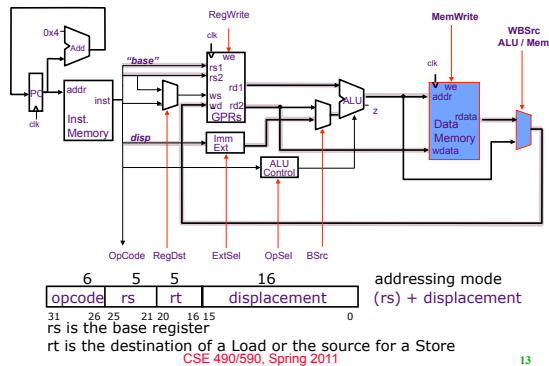 RegWrite
MemWrite
WBSrc
ALU / Mem
0x4
Add
clk
we
"base"
rs1
rs2
PC
addr
inst
Inst.
Memory
clk
rd1
ws
wd rd2
GPRs
ALU
z
clk
we
addr
rdata
Data
Memory
wdata
disp
Imm
Ext
ALU
Control
OpCode RegDst ExtSel OpSel BSrc
6 5 5 16 addressing mode
opcode rs rt displacement (rs) + displacement
31 26 25 21 20 16 15 0
rs is the base register
rt is the destination of a Load or the source for a Store
CSE 490/590, Spring 2011
13